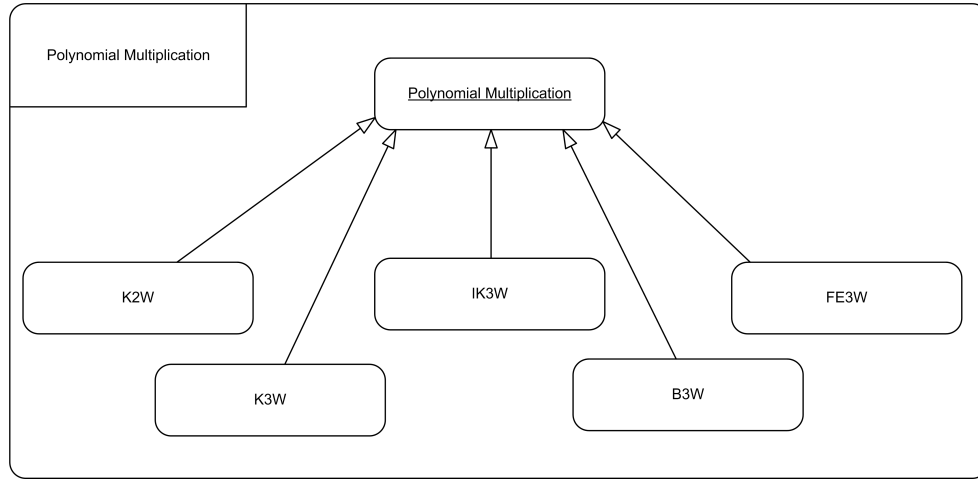 Polynomial Multiplication
Polynomial Multiplication
K2W
IK3W
FE3W
K3W
B3W